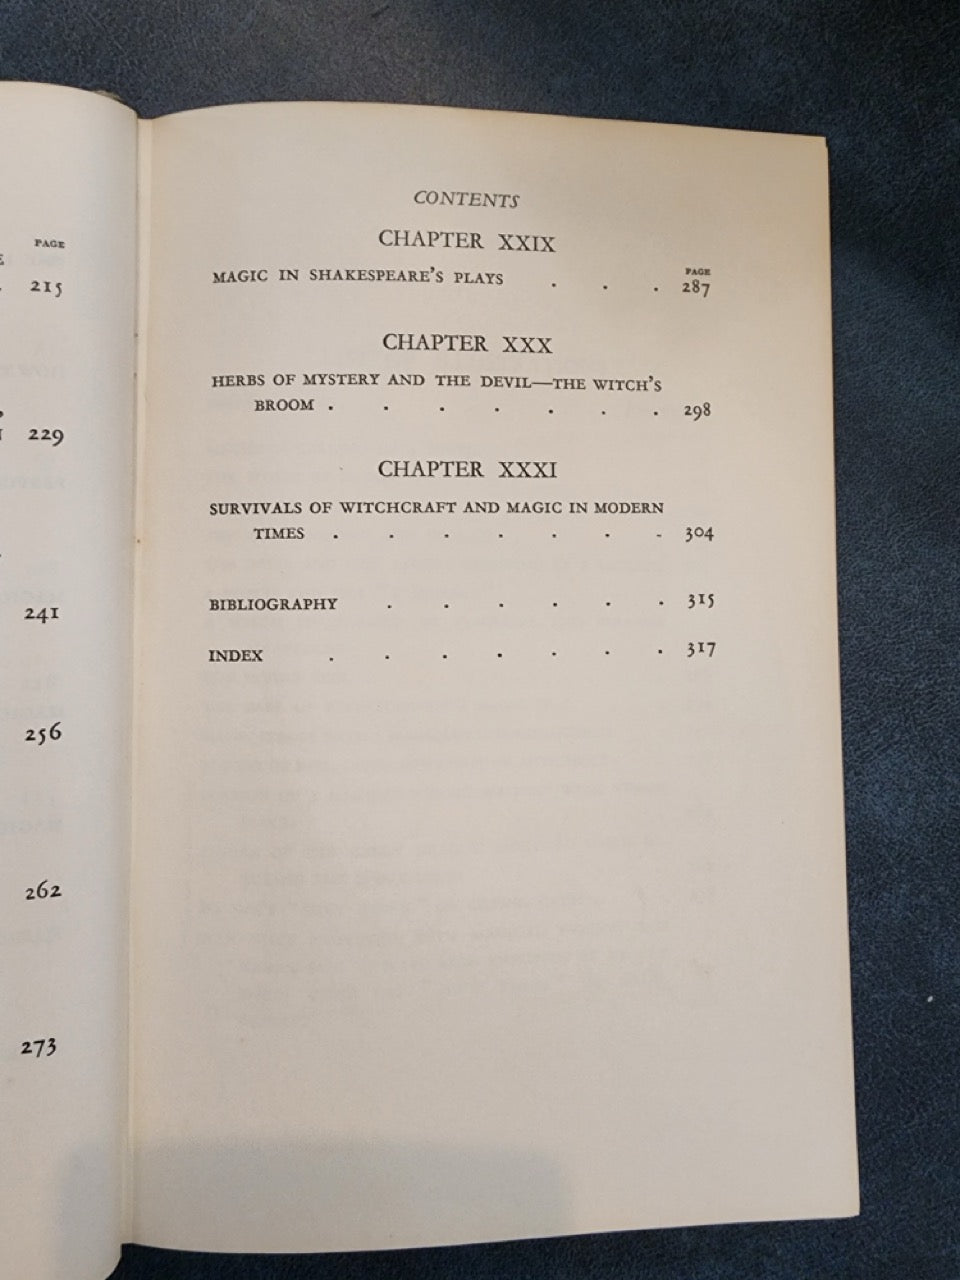 PAGE
215
229
241
256
262
273
CONTENTS
CHAPTER XXIX
PAGE
MAGIC IN SHAKESPEARE'S PLAYS . . . 287
CHAPTER XXX
HERBS OF MYSTERY AND THE DEVIL—THE WITCH'S
BROOM . . . . . . . 298
CHAPTER XXXI
SURVIVALS OF WITCHCRAFT AND MAGIC IN MODERN
TIMES . . . . . . . 304
BIBLIOGRAPHY . . . . . . 315
INDEX . . . . . . . 317